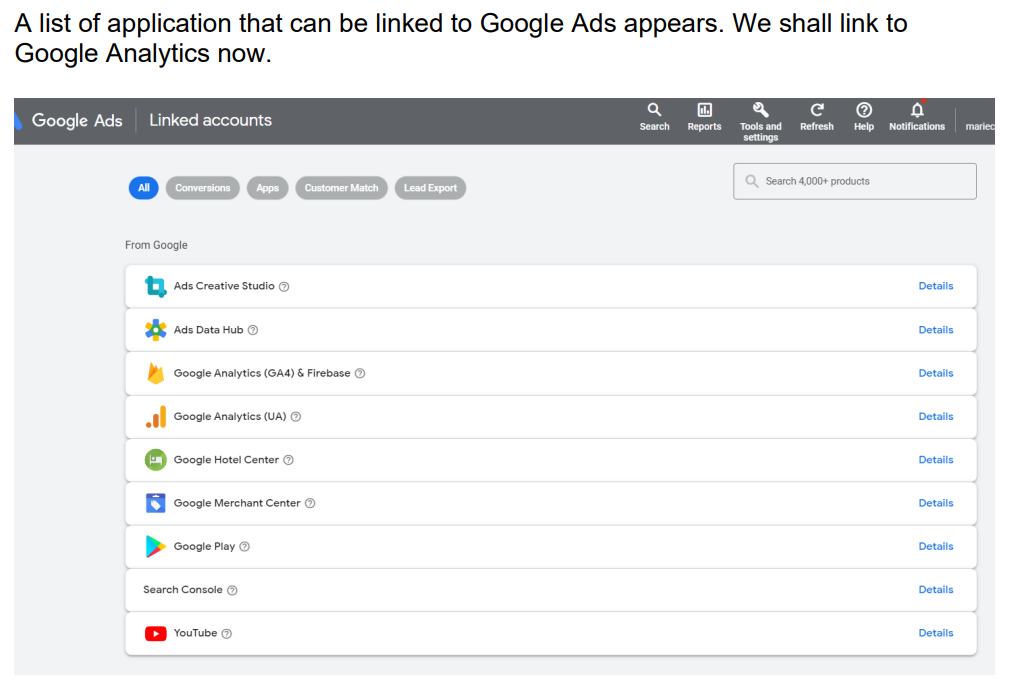 A list of application that can be linked to Google Ads appears. We shall link to
Google Analytics now.
Google Ads Linked accounts
Search Reports Tools and settings Refresh Help Notifications mariec
All Conversions Apps Customer Match Lead Export
Search 4,000+ products
From Google
Ads Creative Studio Details
Ads Data Hub Details
Google Analytics (GA4) & Firebase Details
Google Analytics (UA) Details
Google Hotel Center Details
Google Merchant Center Details
Google Play Details
Search Console Details
YouTube Details